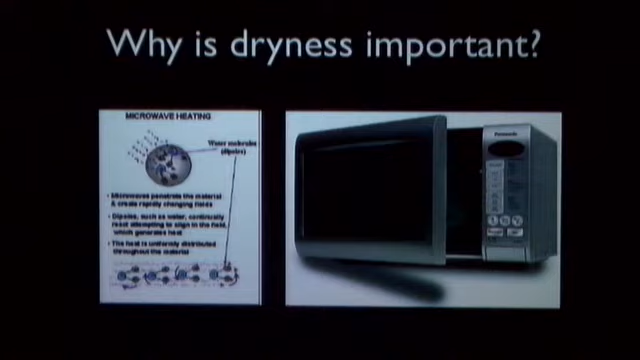 Why is dryness important?
MICROWAVE HEATING
Water molecules
(dipoles)
• Microwaves penetrate the material
& create rapidly changing fields
• Dipoles, such as water, continually
reset attempting to align in the field,
which generates heat
• The heat is uniformly distributed
throughout the material
Panasonic